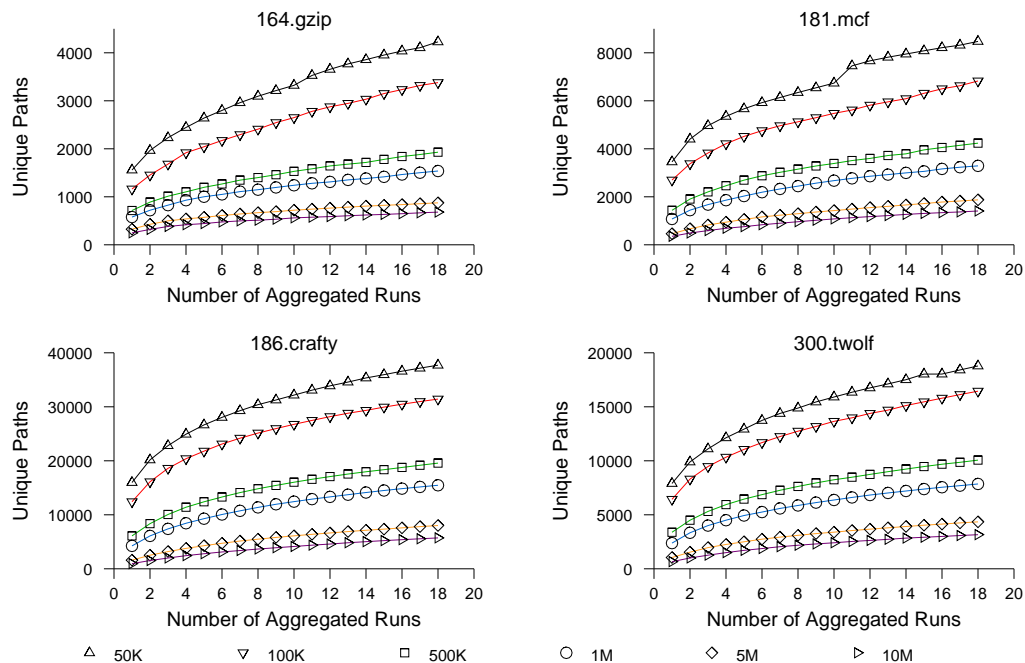 164.gzip
4000
3000
2000
1000
0
Unique Paths
0 2 4 6 8 10 12 14 16 18 20
Number of Aggregated Runs
181.mcf
8000
6000
4000
2000
0
Unique Paths
0 2 4 6 8 10 12 14 16 18 20
Number of Aggregated Runs
186.crafty
40000
30000
20000
10000
0
Unique Paths
0 2 4 6 8 10 12 14 16 18 20
Number of Aggregated Runs
300.twolf
20000
15000
10000
5000
0
Unique Paths
0 2 4 6 8 10 12 14 16 18 20
Number of Aggregated Runs
50K 100K 500K 1M 5M 10M